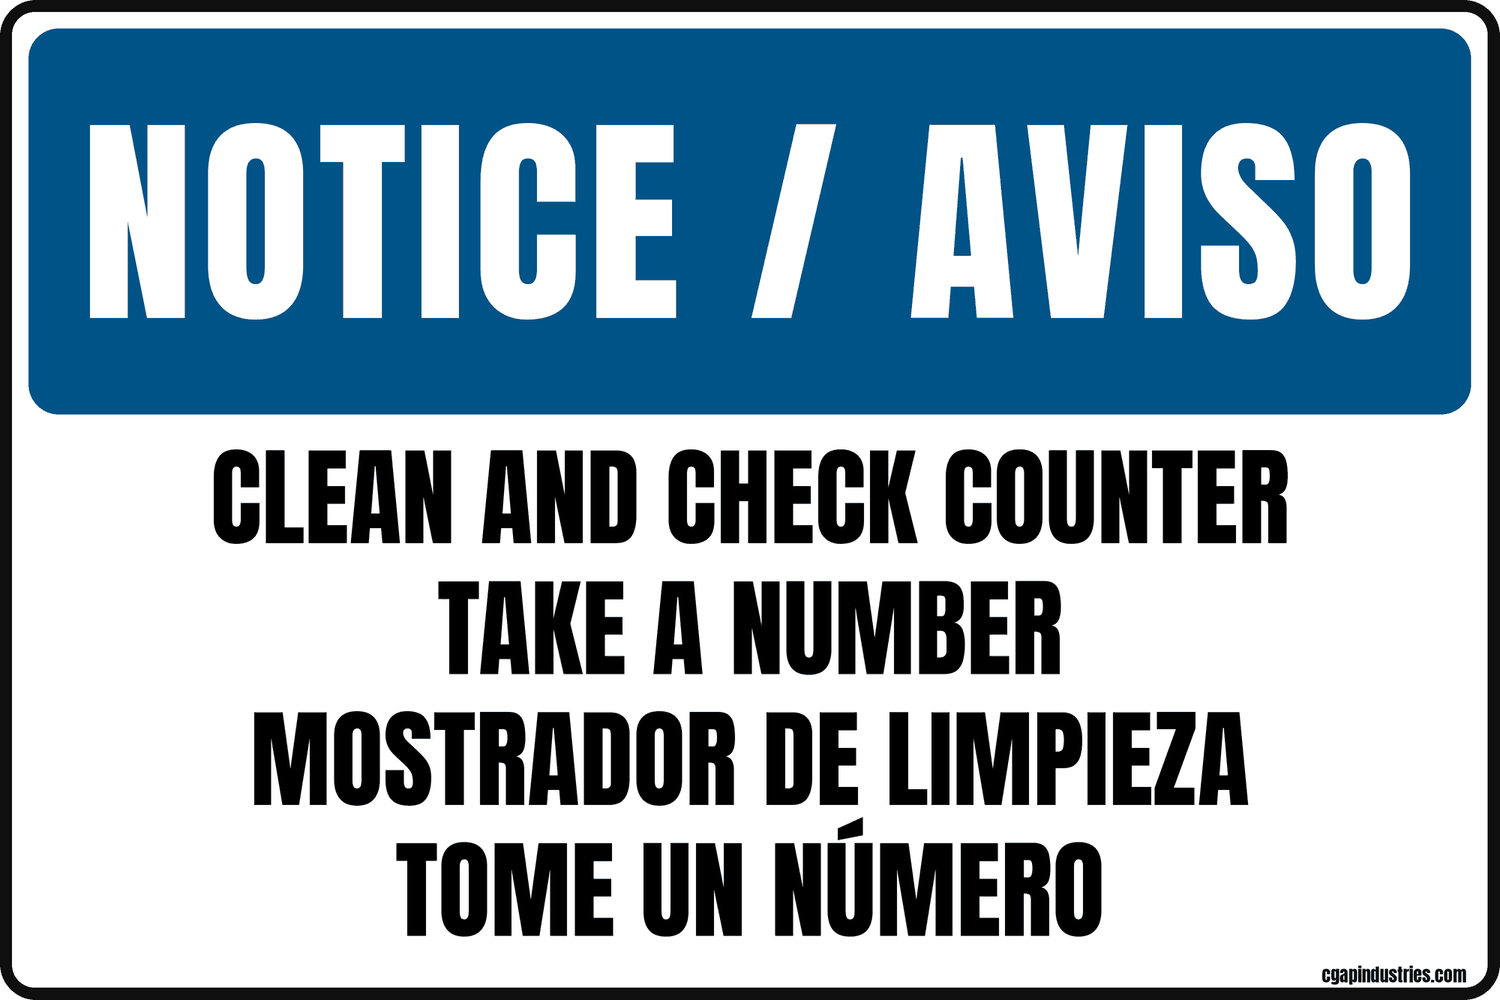 NOTICE / AVISO
CLEAN AND CHECK COUNTER
TAKE A NUMBER
MOSTRADOR DE LIMPIEZA
TOME UN NÚMERO
cgapindustries.com